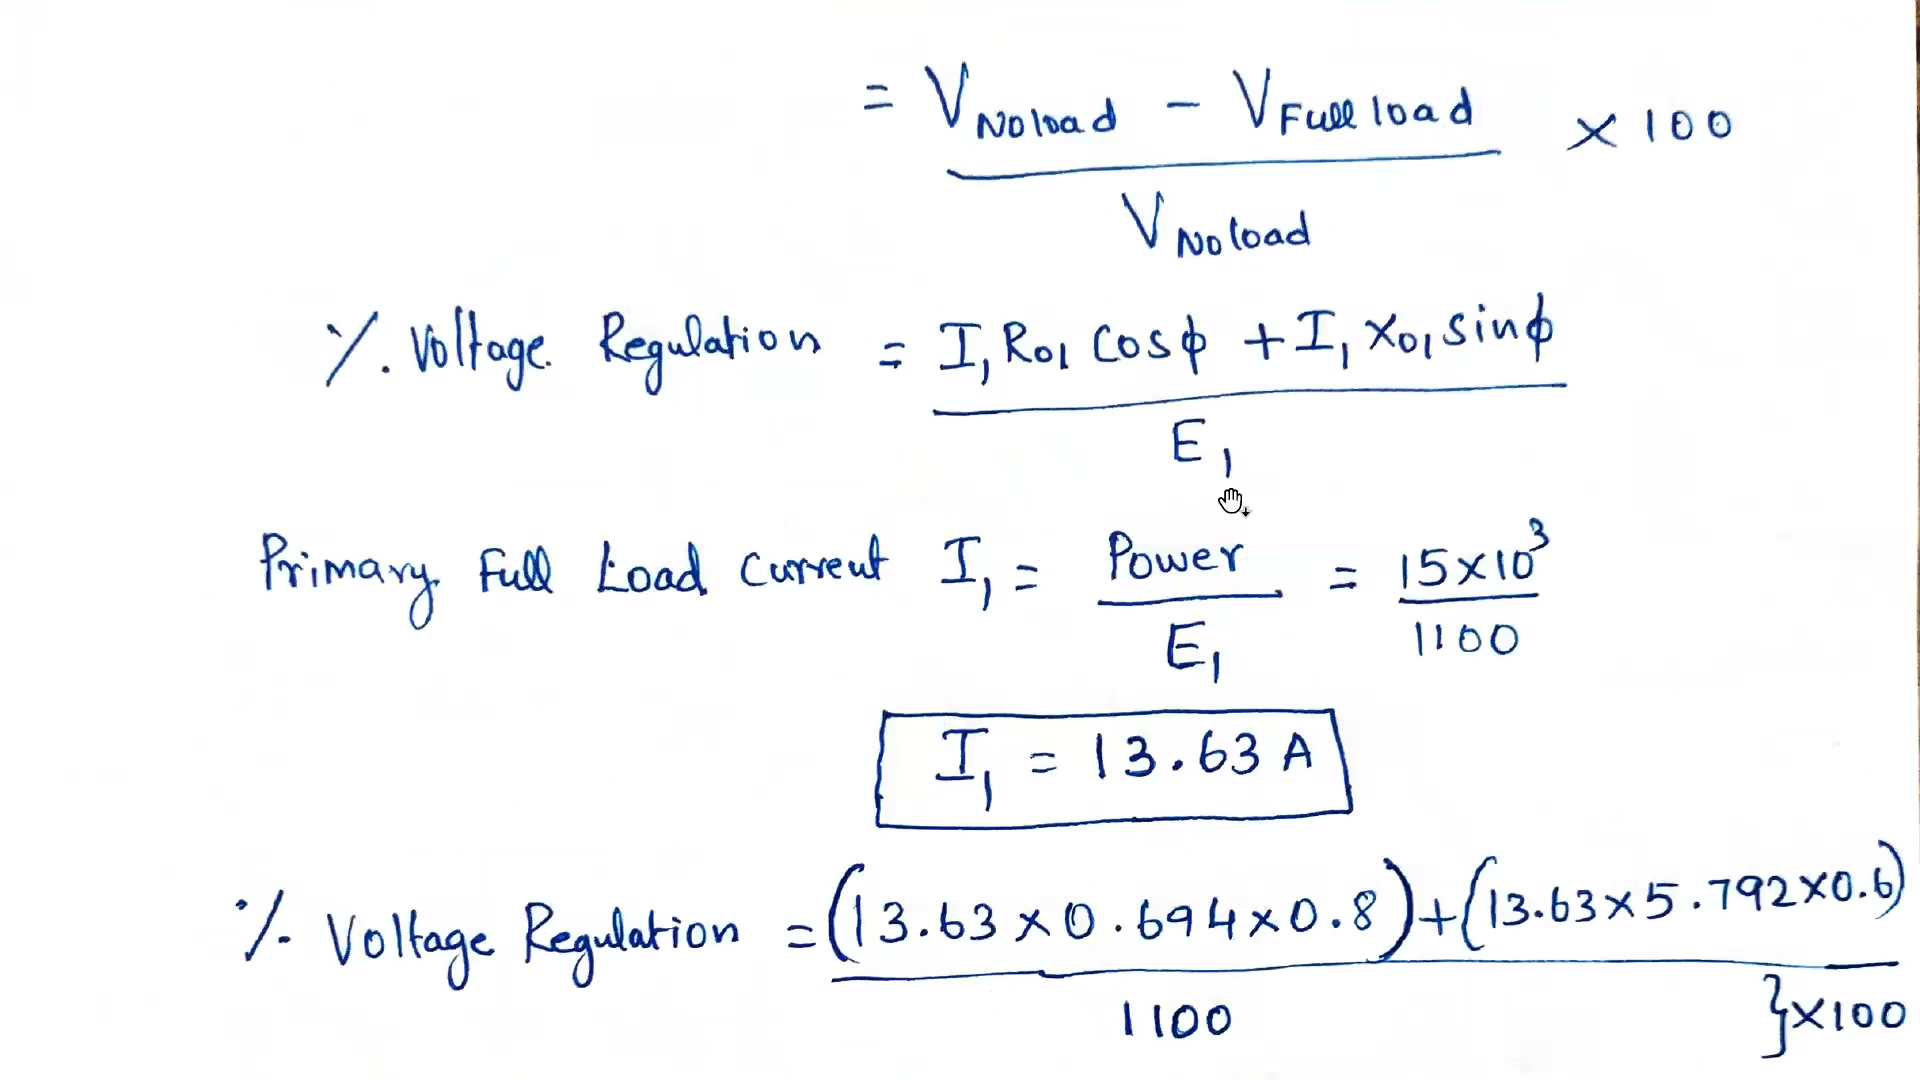 = V No load - V Full load × 100
V No load
% Voltage Regulation = I1 R01 cosϕ + I1 X01 sinϕ
E1
Primary Full Load Current I1 = Power = 15×10³
E1 1100
I1 = 13.63 A
% Voltage Regulation = (13.63×0.694×0.8)+(13.63×5.792×0.6)
1100 }×100